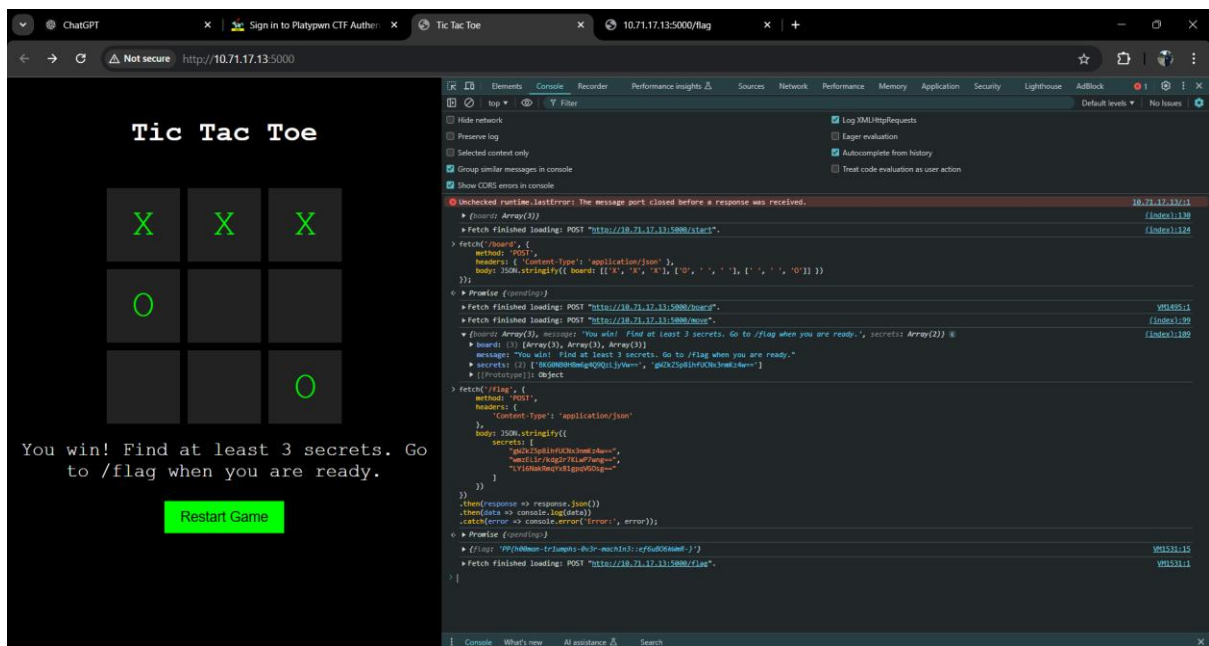 ChatGPT
Sign in to Platypwn CTF Authen
Tic Tac Toe
10.71.17.13:5000/flag
Not secure http://10.71.17.13:5000
Elements Console Recorder Performance insights Sources Network Performance Memory Application Security Lighthouse AdBlock 1
top Filter Default levels No Issues
Hide network
Log XMLHttpRequests
Preserve log
Eager evaluation
Selected context only
Autocomplete from history
Group similar messages in console
Treat code evaluation as user action
Show CORS errors in console
Tic Tac Toe
X X X
O
O
You win! Find at least 3 secrets. Go
to /flag when you are ready.
Restart Game
Unchecked runtime.lastError: The message port closed before a response was received. 10.71.17.13/:1
{board: Array(3)} (index):130
Fetch finished loading: POST "http://10.71.17.13:5000/start". (index):124
> fetch('/board', {
method: 'POST',
headers: { 'Content-Type': 'application/json' },
body: JSON.stringify({ board: [['X', 'X', 'X'], ['O', ' ', ' '], [' ', ' ', 'O']] })
});
Promise {<pending>}
Fetch finished loading: POST "http://10.71.17.13:5000/board". VM1495:1
Fetch finished loading: POST "http://10.71.17.13:5000/move". (index):99
{board: Array(3), message: 'You win! Find at least 3 secrets. Go to /flag when you are ready.', secrets: Array(2)} (index):109
board: (3) [Array(3), Array(3), Array(3)]
message: "You win! Find at least 3 secrets. Go to /flag when you are ready."
secrets: (2)
[[Prototype]]: Object
> fetch('/flag', {
method: 'POST',
headers: {
'Content-Type': 'application/json'
},
body: JSON.stringify({
secrets: [
]
})
})
.then(response => response.json())
.then(data => console.log(data))
.catch(error => console.error('Error:', error));
Promise {<pending>}
{flag:
VM1531:15
Fetch finished loading: POST "http://10.71.17.13:5000/flag". VM1531:1
Console What's new AI assistance Search